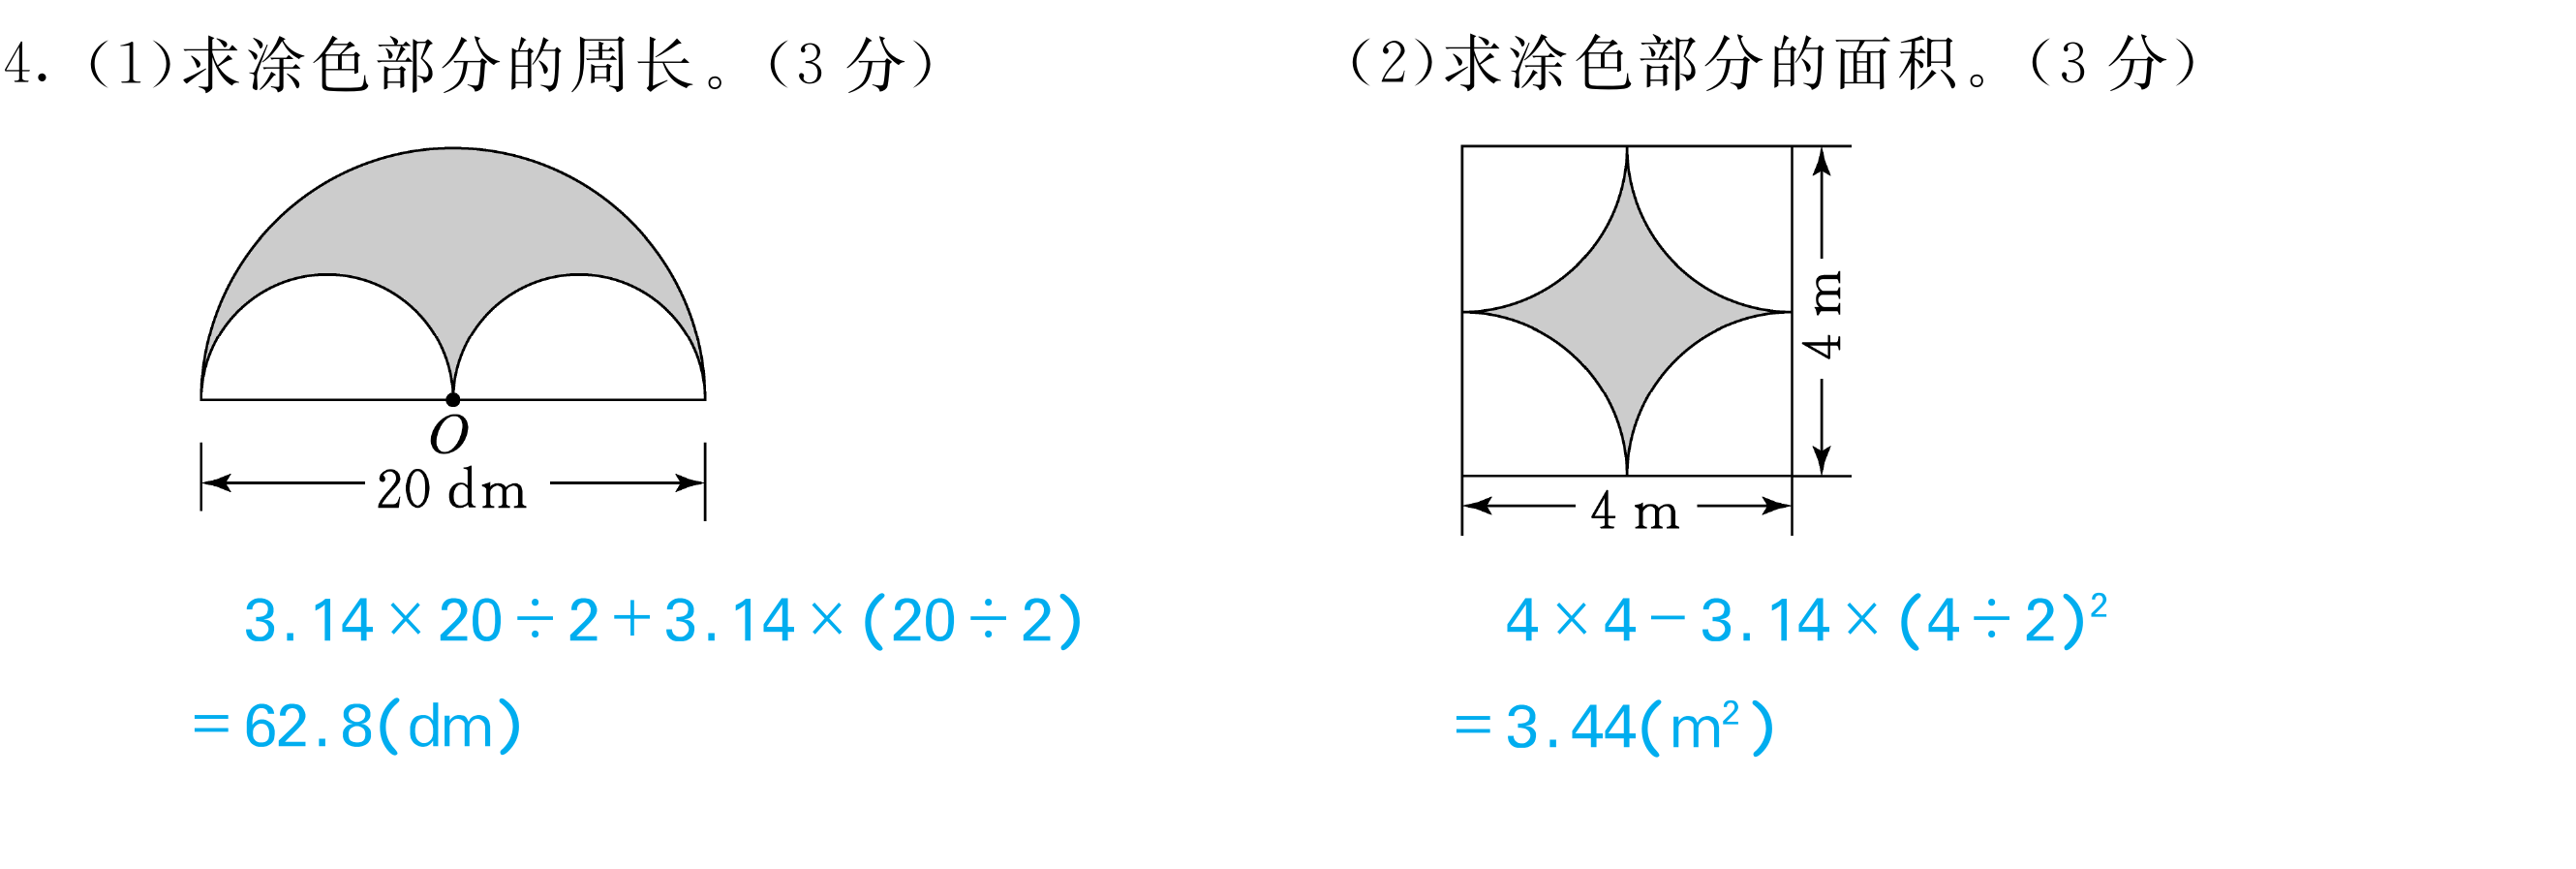 4. (1)求涂色部分的周长。(3 分)
O
20 dm
3.14×20÷2+3.14×(20÷2)
=62.8(dm)
(2)求涂色部分的面积。(3 分)
4 m
4 m
4×4-3.14×(4÷2)²
=3.44(m²)